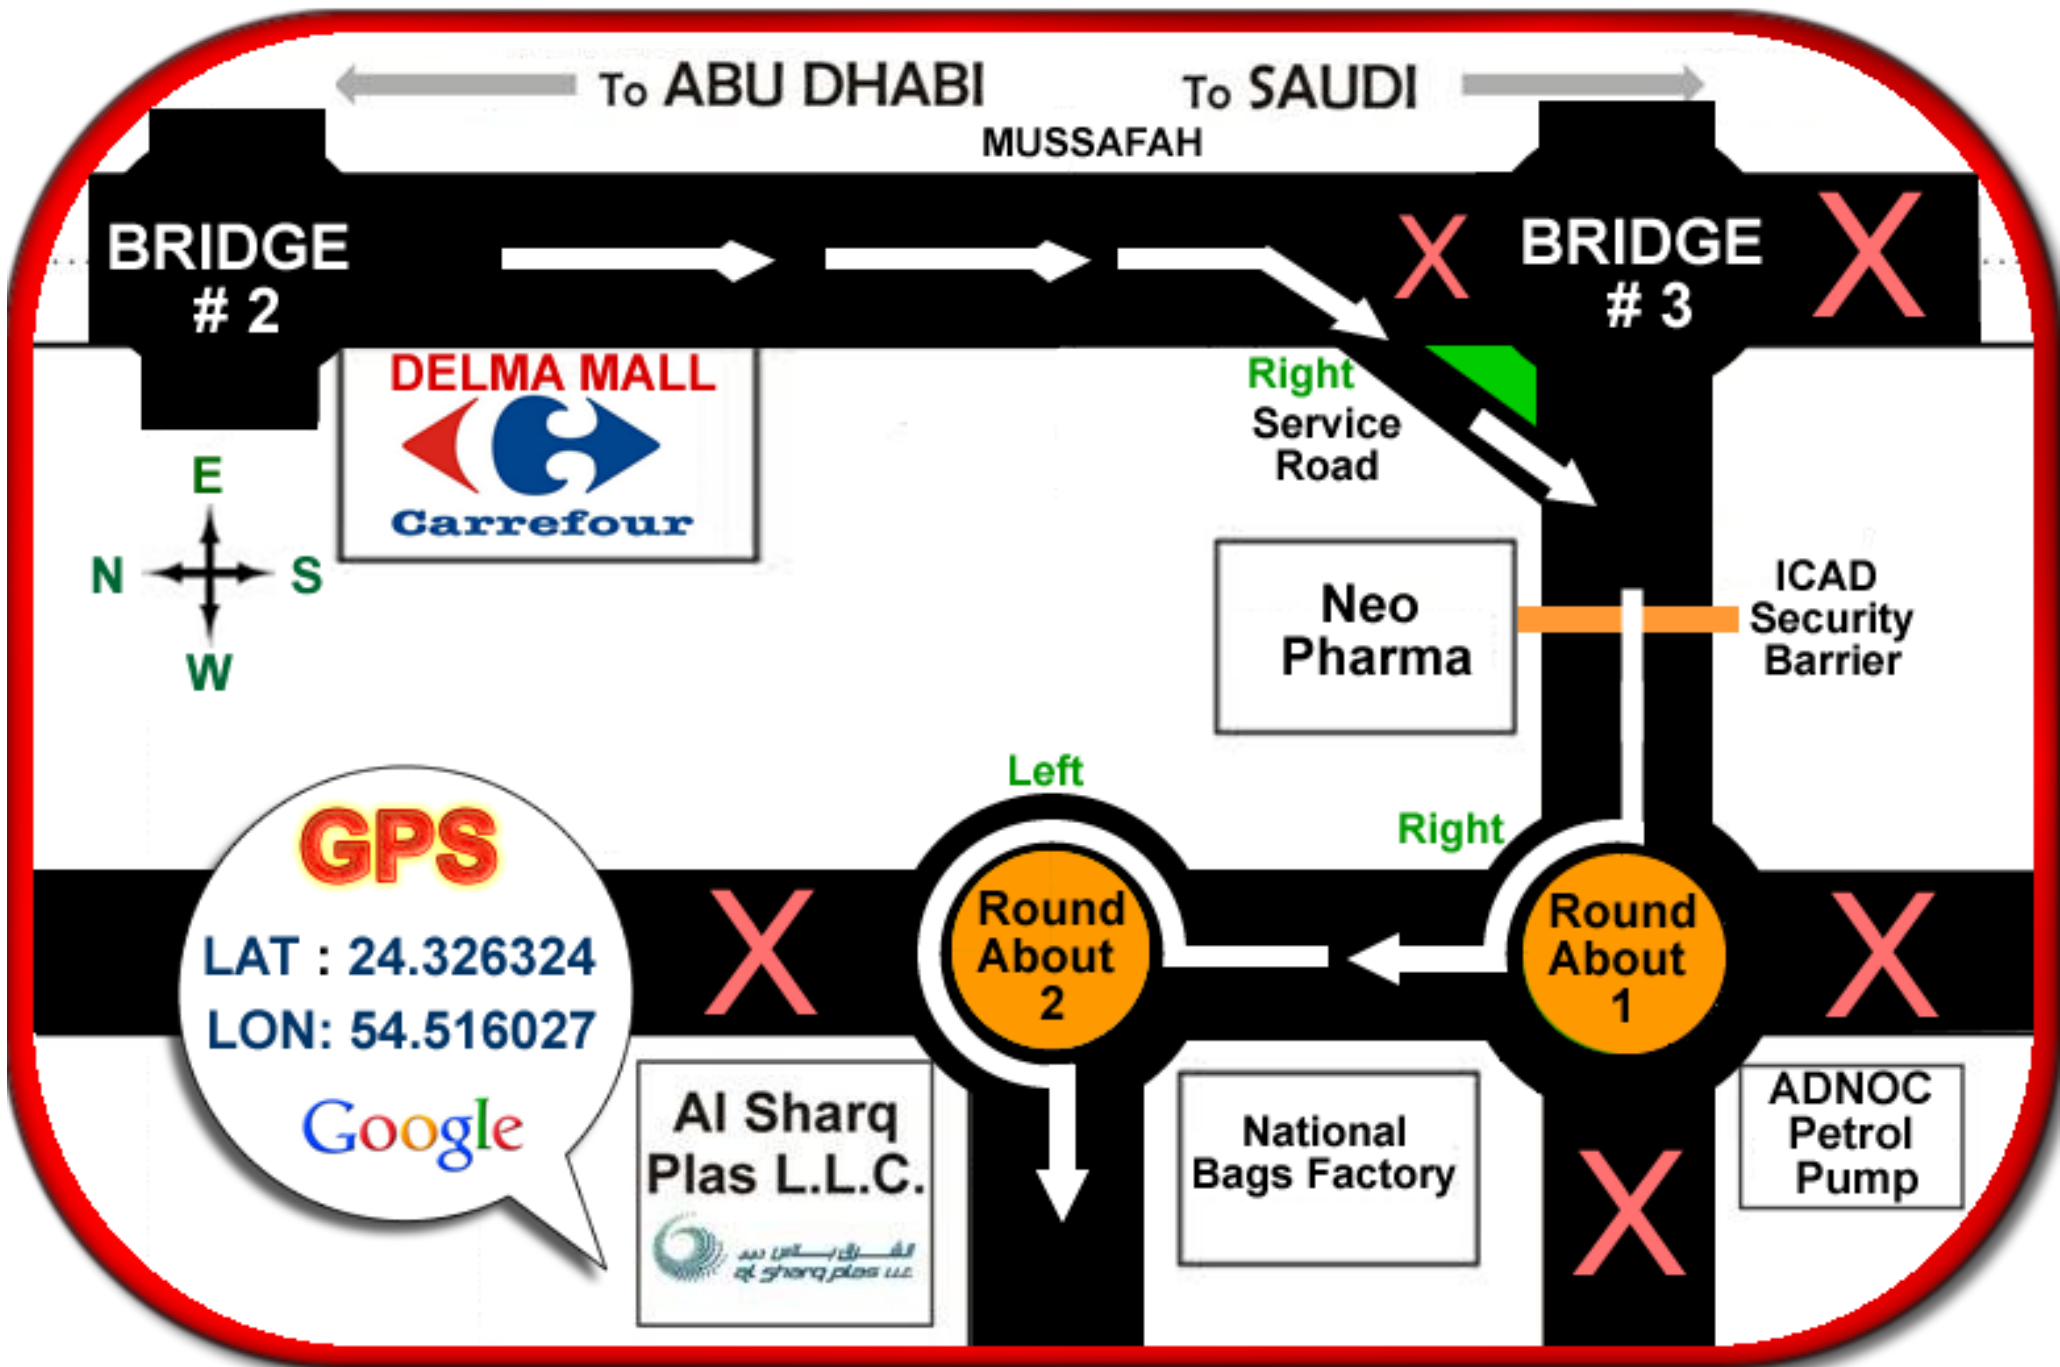 To ABU DHABI
To SAUDI
MUSSAFAH
BRIDGE
# 2
X
BRIDGE
# 3
X
DELMA MALL
Carrefour
Right
Service
Road
E
N
S
W
Neo
Pharma
ICAD
Security
Barrier
Left
Right
GPS
LAT : 24.326324
LON: 54.516027
Google
X
Round
About
2
Round
About
1
X
Al Sharq
Plas L.L.C.
الشرق بلاس ذ.م.م
al sharq plas LLC
National
Bags Factory
X
ADNOC
Petrol
Pump